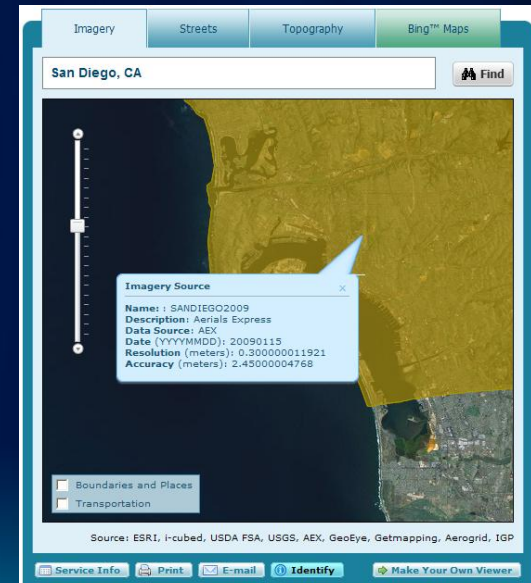 Imagery
Streets
Topography
Bing™ Maps
San Diego, CA
Find
Imagery Source
x
Name: : SANDIEGO2009
Description: Aerials Express
Data Source: AEX
Date (YYYYMMDD): 20090115
Resolution (meters): 0.300000011921
Accuracy (meters): 2.45000004768
Boundaries and Places
Transportation
Source: ESRI, i-cubed, USDA FSA, USGS, AEX, GeoEye, Getmapping, Aerogrid, IGP
Service Info
Print
E-mail
Identify
Make Your Own Viewer